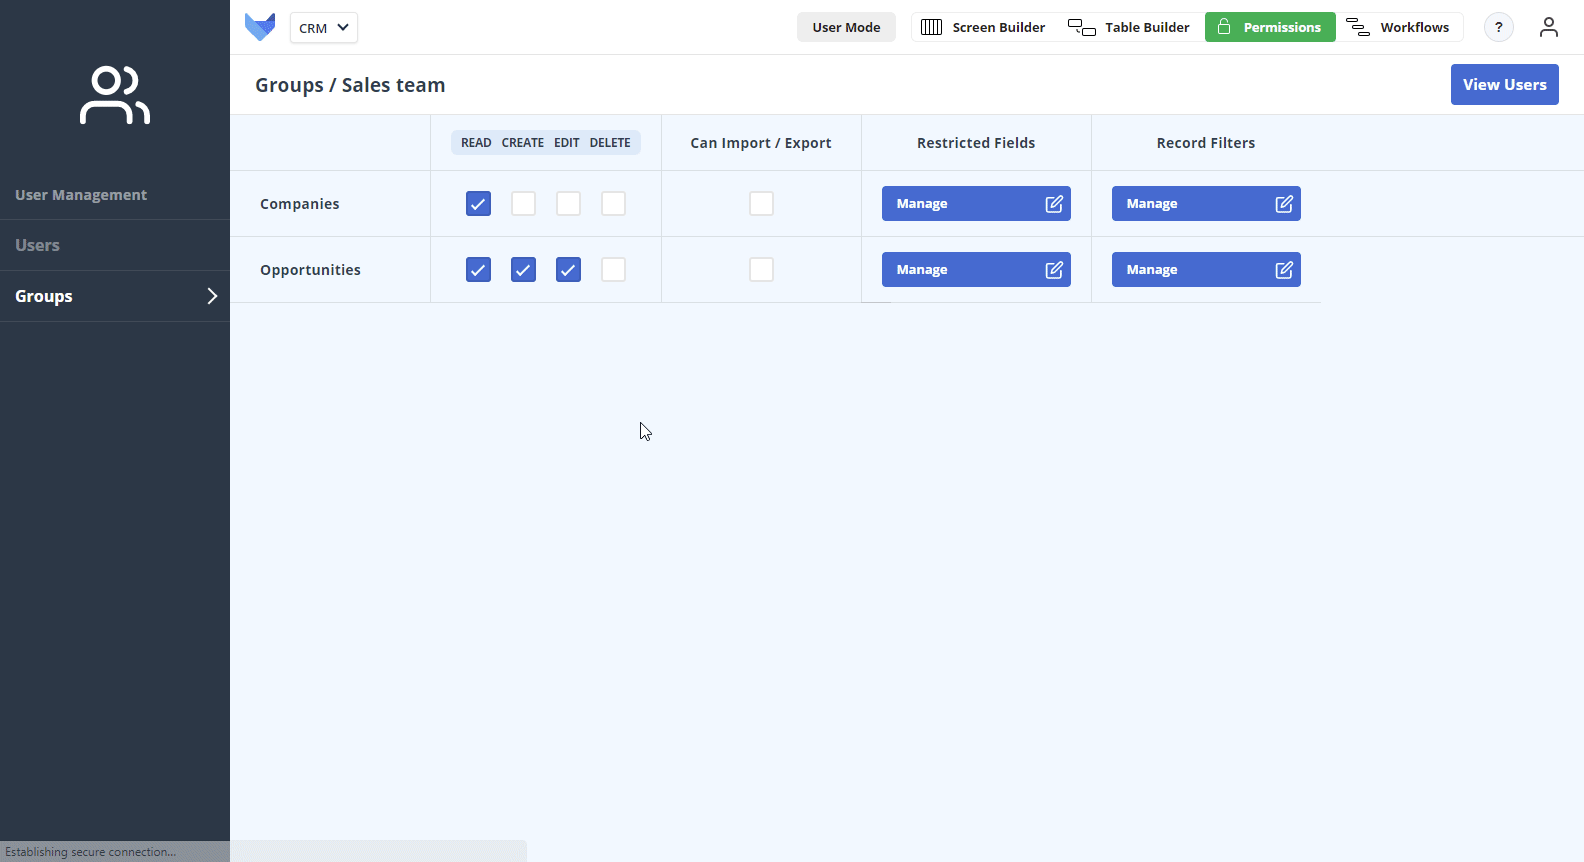 CRM
User Mode
Screen Builder
Table Builder
Permissions
Workflows
?
Groups / Sales team
View Users
User Management
Users
Groups
READ CREATE EDIT DELETE
Can Import / Export
Restricted Fields
Record Filters
Companies
Manage
Manage
Opportunities
Manage
Manage
Establishing secure connection...